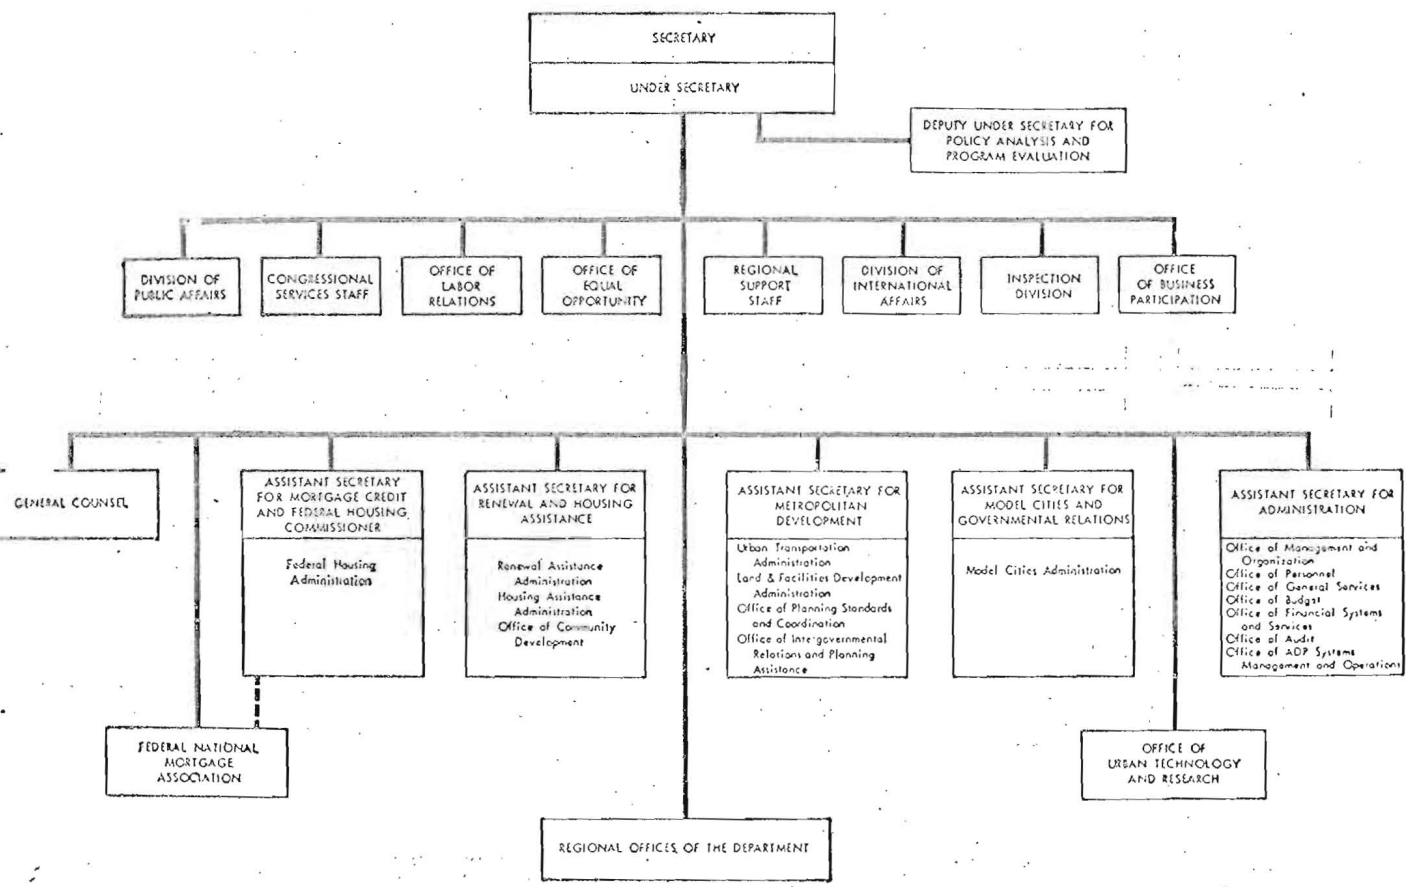 SECRETARY
UNDER SECRETARY
DEPUTY UNDER SECRETARY FOR
POLICY ANALYSIS AND
PROGRAM EVALUATION
DIVISION OF
PUBLIC AFFAIRS
CONGRESSIONAL
SERVICES STAFF
OFFICE OF
LABOR
RELATIONS
OFFICE OF
EQUAL
OPPORTUNITY
REGIONAL
SUPPORT
STAFF
DIVISION OF
INTERNATIONAL
AFFAIRS
INSPECTION
DIVISION
OFFICE
OF BUSINESS
PARTICIPATION
GENERAL COUNSEL
ASSISTANT SECRETARY
FOR MORTGAGE CREDIT
AND FEDERAL HOUSING
COMMISSIONER
Federal Housing
Administration
ASSISTANT SECRETARY FOR
RENEWAL AND HOUSING
ASSISTANCE
Renewal Assistance
Administration
Housing Assistance
Administration
Office of Community
Development
ASSISTANT SECRETARY FOR
METROPOLITAN
DEVELOPMENT
Urban Transportation
Administration
Land & Facilities Development
Administration
Office of Planning Standards
and Coordination
Office of Intergovernmental
Relations and Planning
Assistance
ASSISTANT SECRETARY FOR
MODEL CITIES AND
GOVERNMENTAL RELATIONS
Model Cities Administration
ASSISTANT SECRETARY FOR
ADMINISTRATION
Office of Management and
Organization
Office of Personnel
Office of General Services
Office of Budget
Office of Financial Systems
and Services
Office of Audit
Office of ADP Systems
Management and Operations
FEDERAL NATIONAL
MORTGAGE
ASSOCIATION
OFFICE OF
URBAN TECHNOLOGY
AND RESEARCH
REGIONAL OFFICES OF THE DEPARTMENT